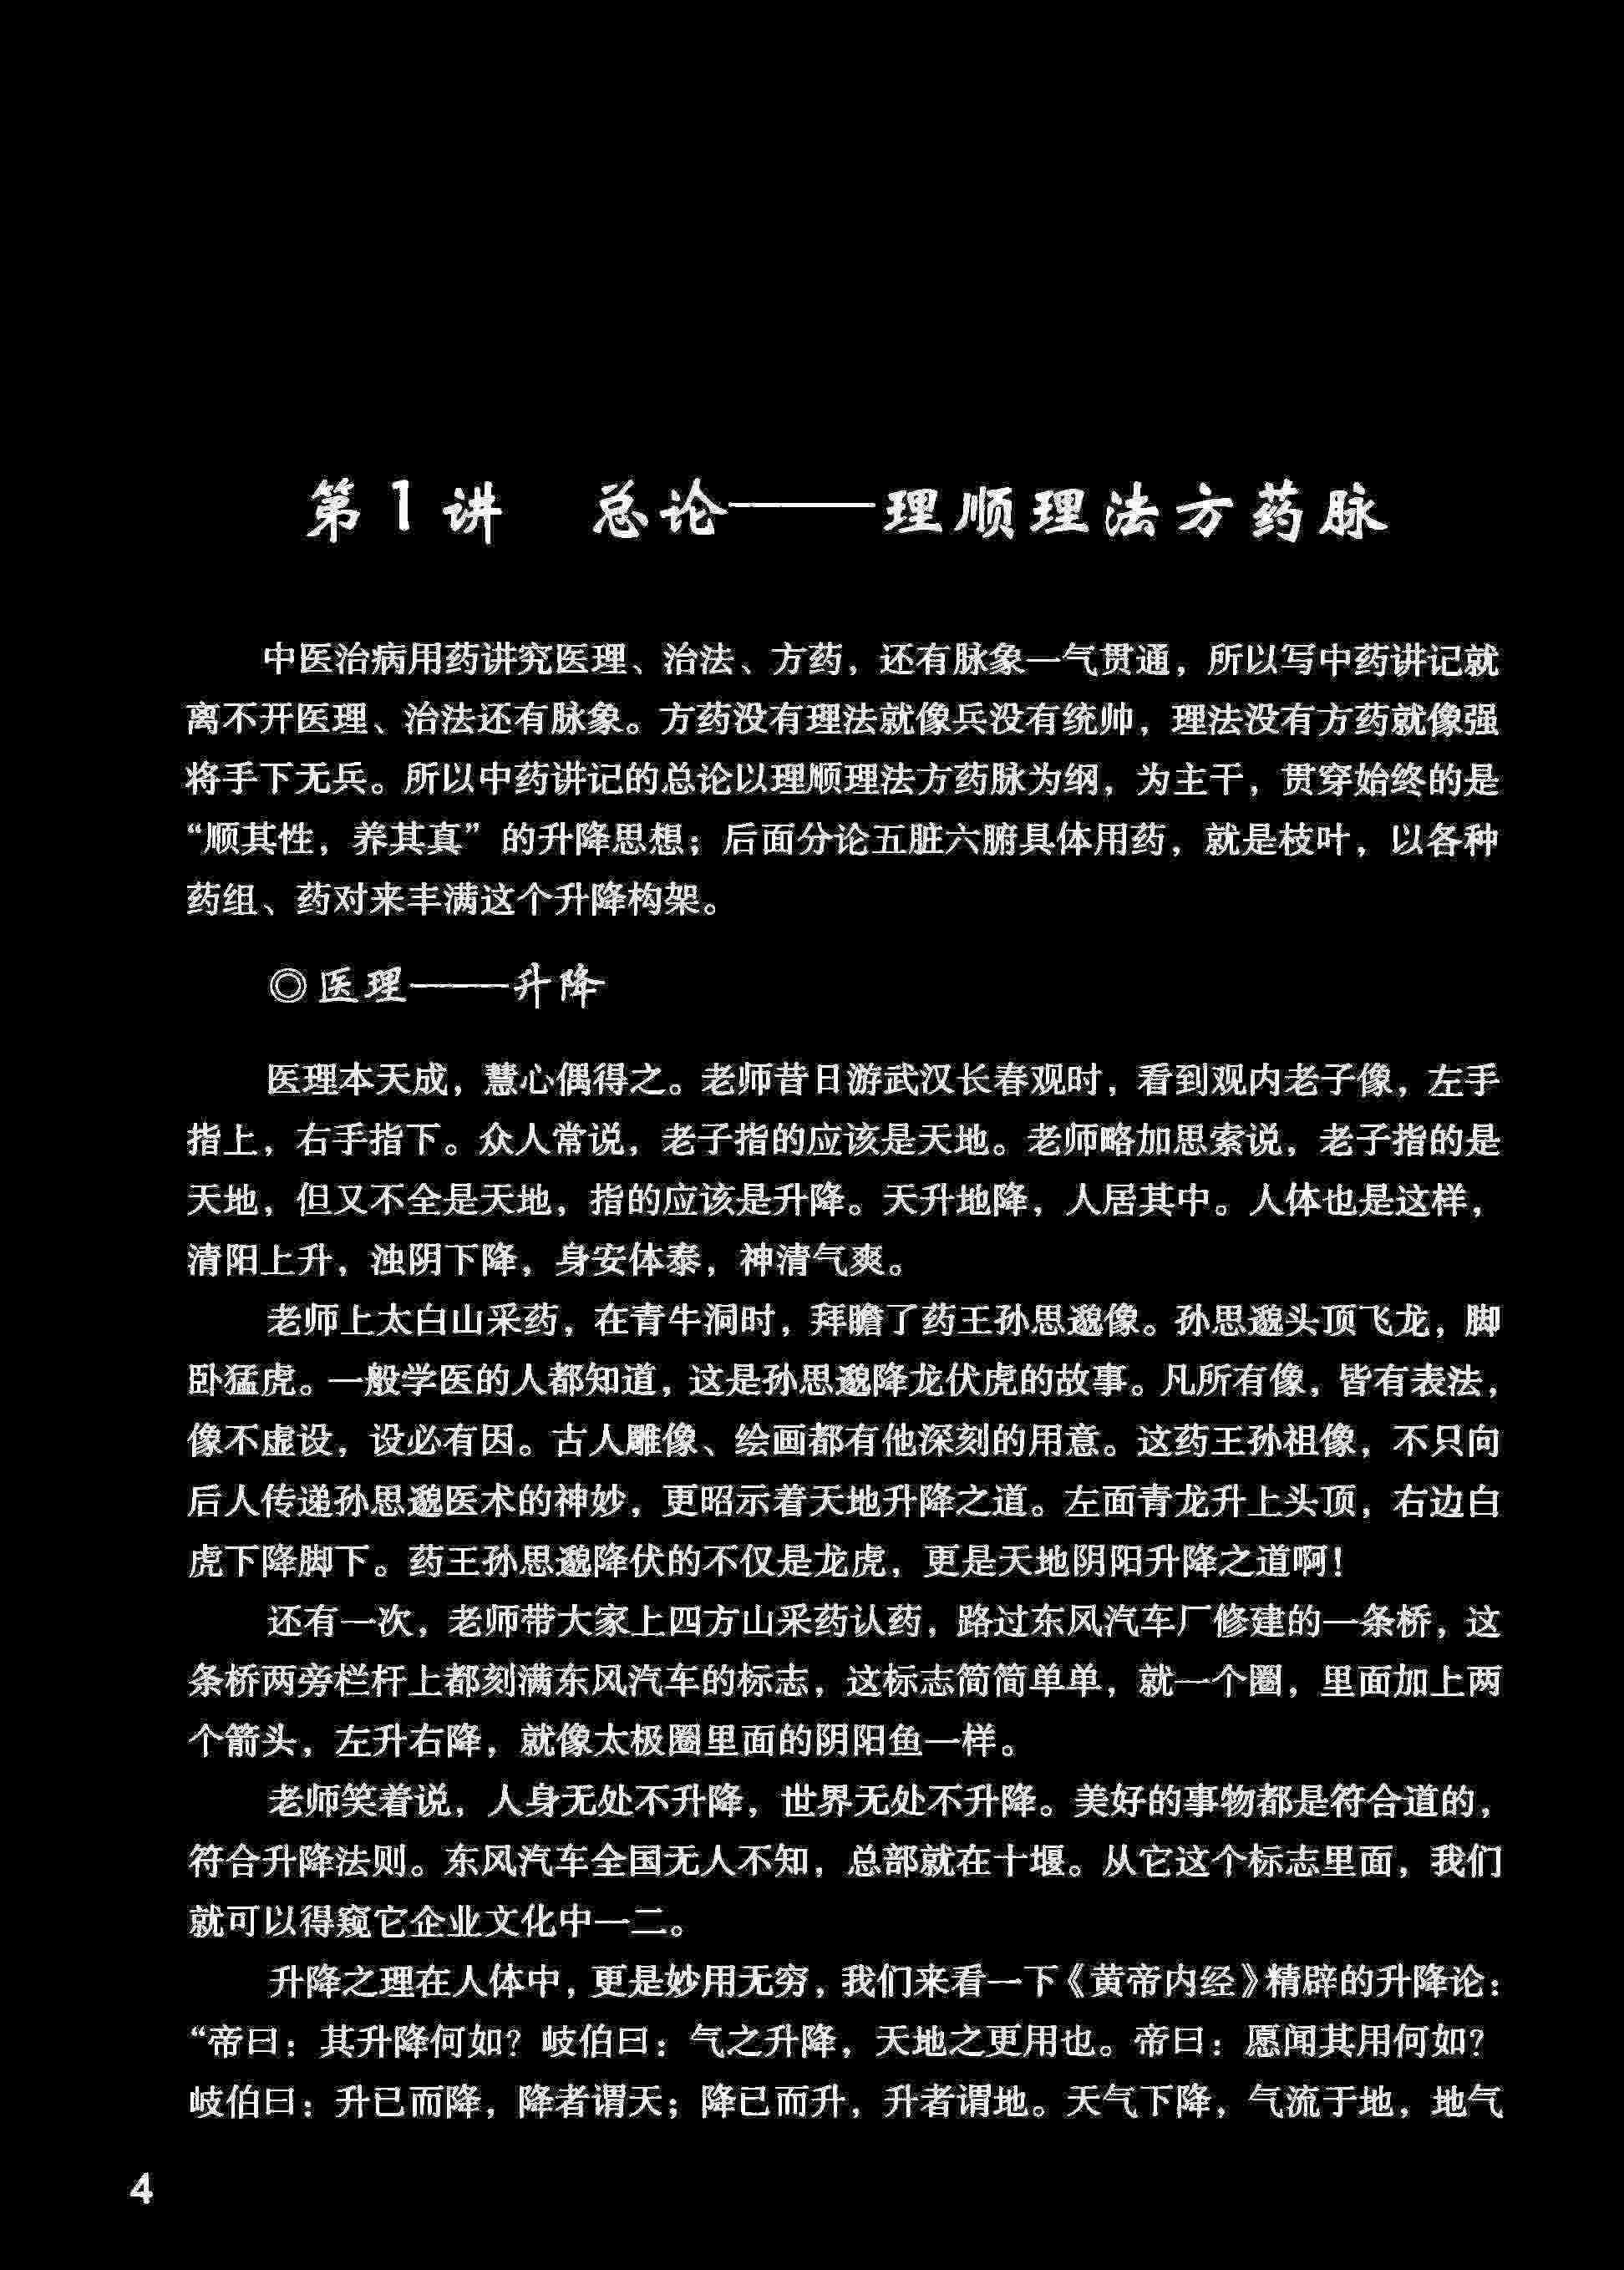 第1讲 总论——理顺理法方药脉
中医治病用药讲究医理、治法、方药，还有脉象一气贯通，所以写中药讲记就
离不开医理、治法还有脉象。方药没有理法就像兵没有统帅，理法没有方药就像强
将手下无兵。所以中药讲记的总论以理顺理法方药脉为纲，为主干，贯穿始终的是
“顺其性，养其真”的升降思想；后面分论五脏六腑具体用药，就是枝叶，以各种
药组、药对来丰满这个升降构架。
◎医理——升降
医理本天成，慧心偶得之。老师昔日游武汉长春观时，看到观内老子像，左手
指上，右手指下。众人常说，老子指的应该是天地。老师略加思索说，老子指的是
天地，但又不全是天地，指的应该是升降。天升地降，人居其中。人体也是这样，
清阳上升，浊阴下降，身安体泰，神清气爽。
老师上太白山采药，在青牛洞时，拜瞻了药王孙思邈像。孙思邈头顶飞龙，脚
卧猛虎。一般学医的人都知道，这是孙思邈降龙伏虎的故事。凡所有像，皆有表法，
像不虚设，设必有因。古人雕像、绘画都有他深刻的用意。这药王孙祖像，不只向
后人传递孙思邈医术的神妙，更昭示着天地升降之道。左面青龙升上头顶，右边白
虎下降脚下。药王孙思邈降伏的不仅是龙虎，更是天地阴阳升降之道啊！
还有一次，老师带大家上四方山采药认药，路过东风汽车厂修建的一条桥，这
条桥两旁栏杆上都刻满东风汽车的标志，这标志简简单单，就一个圈，里面加上两
个箭头，左升右降，就像太极圈里面的阴阳鱼一样。
老师笑着说，人身无处不升降，世界无处不升降。美好的事物都是符合道的，
符合升降法则。东风汽车全国无人不知，总部就在十堰。从它这个标志里面，我们
就可以得窥它企业文化中一二。
升降之理在人体中，更是妙用无穷，我们来看一下《黄帝内经》精辟的升降论：
“帝曰：其升降何如？岐伯曰：气之升降，天地之更用也。帝曰：愿闻其用何如？
岐伯曰：升已而降，降者谓天；降已而升，升者谓地。天气下降，气流于地，地气
4